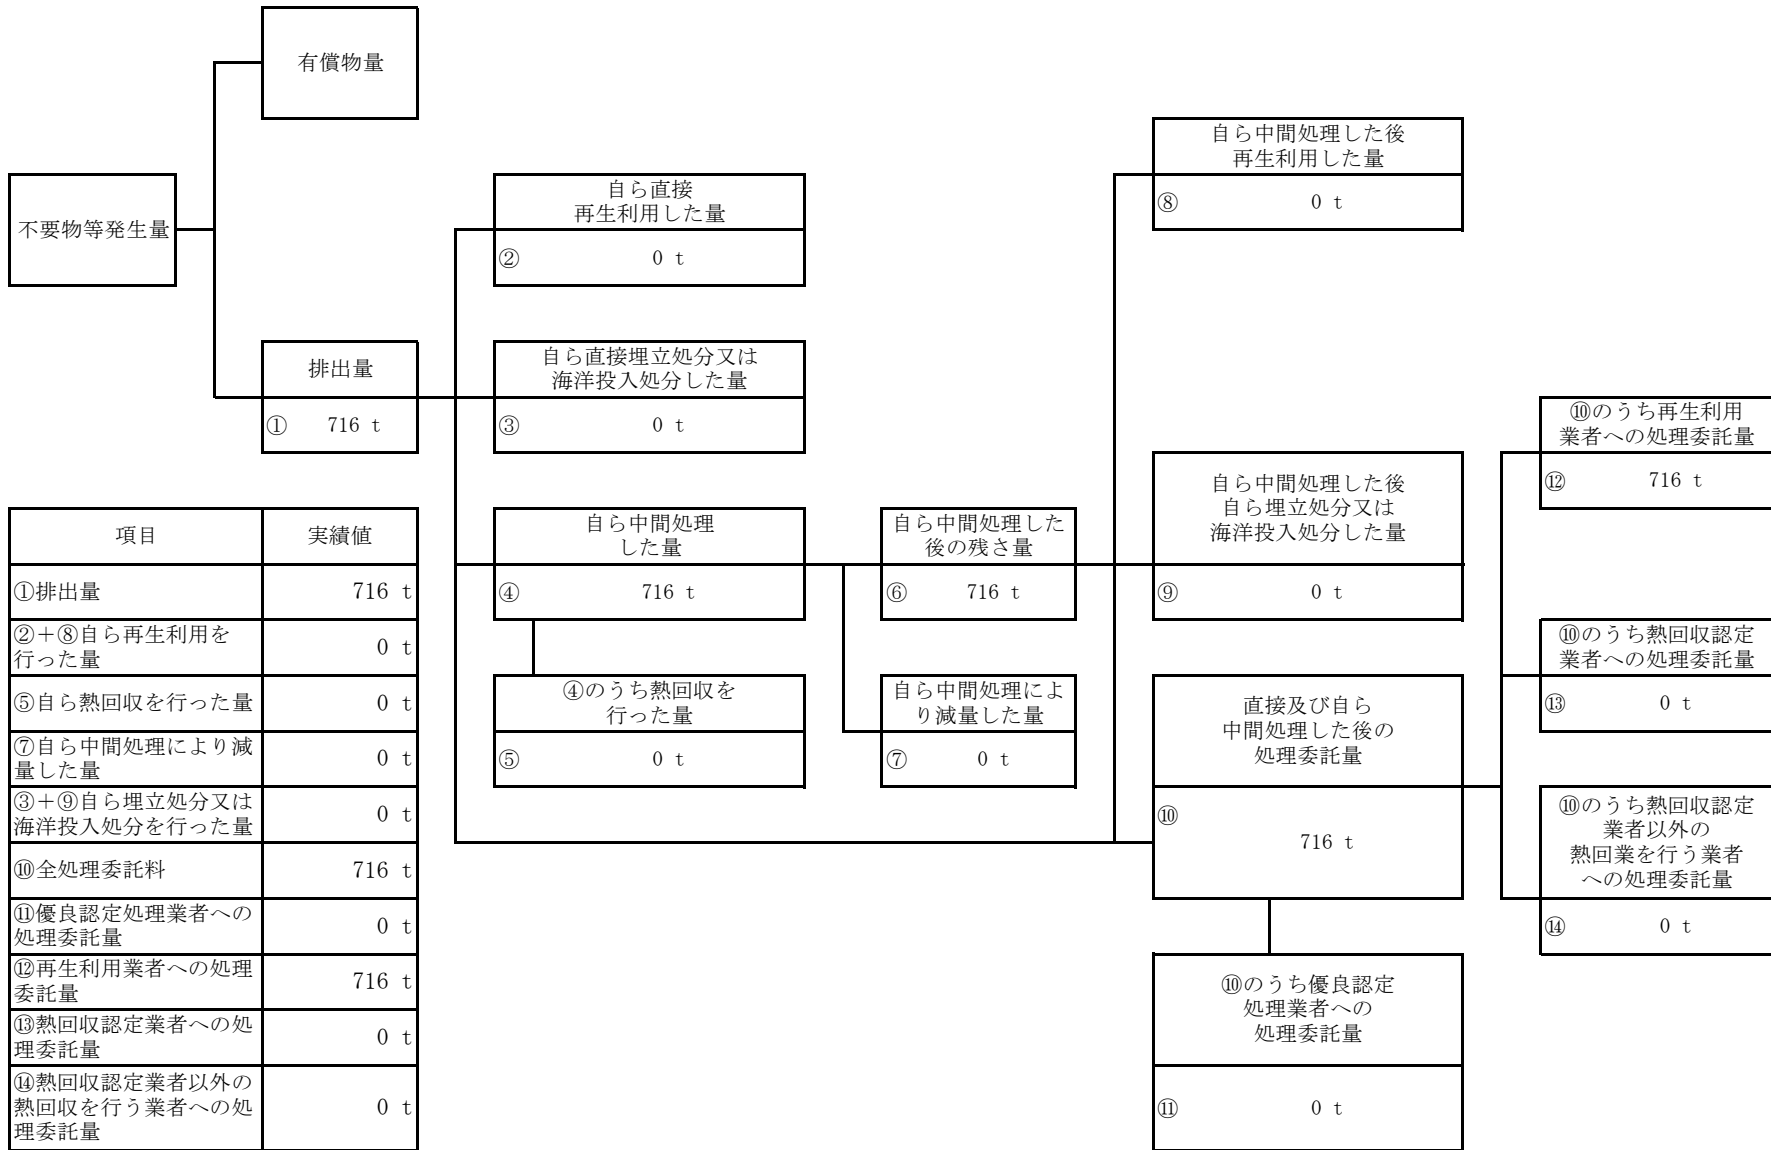 有償物量
不要物等発生量
排出量
① 716 t
自ら直接
再生利用した量
② 0 t
自ら直接埋立処分又は
海洋投入処分した量
③ 0 t
自ら中間処理
した量
④ 716 t
④のうち熱回収を
行った量
⑤ 0 t
自ら中間処理した
後の残さ量
⑥ 716 t
自ら中間処理によ
り減量した量
⑦ 0 t
自ら中間処理した後
再生利用した量
⑧ 0 t
自ら中間処理した後
自ら埋立処分又は
海洋投入処分した量
⑨ 0 t
直接及び自ら
中間処理した後の
処理委託量
⑩
716 t
⑩のうち優良認定
処理業者への
処理委託量
⑪ 0 t
⑩のうち再生利用
業者への処理委託量
⑫ 716 t
⑩のうち熱回収認定
業者への処理委託量
⑬ 0 t
⑩のうち熱回収認定
業者以外の
熱回業を行う業者
への処理委託量
⑭ 0 t
項目 実績値
①排出量 716 t
②＋⑧自ら再生利用を
行った量 0 t
⑤自ら熱回収を行った量 0 t
⑦自ら中間処理により減
量した量 0 t
③＋⑨自ら埋立処分又は
海洋投入処分を行った量 0 t
⑩全処理委託料 716 t
⑪優良認定処理業者への
処理委託量 0 t
⑫再生利用業者への処理
委託量 716 t
⑬熱回収認定業者への処
理委託量 0 t
⑭熱回収認定業者以外の
熱回収を行う業者への処
理委託量 0 t